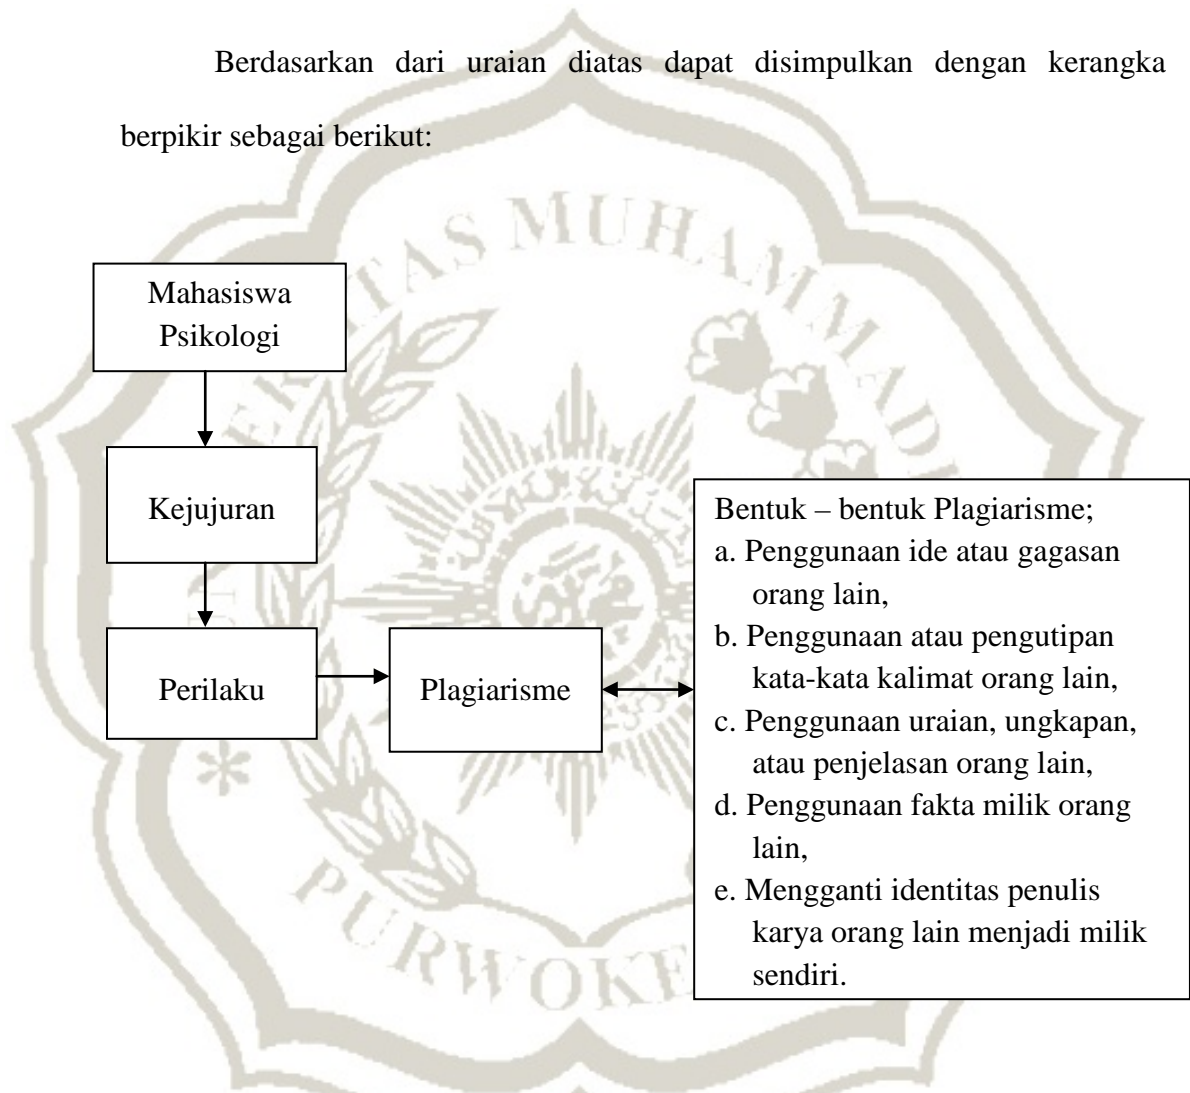 Berdasarkan dari uraian diatas dapat disimpulkan dengan kerangka
berpikir sebagai berikut:
Mahasiswa
Psikologi
Kejujuran
Perilaku
Plagiarisme
Bentuk – bentuk Plagiarisme;
a. Penggunaan ide atau gagasan
orang lain,
b. Penggunaan atau pengutipan
kata-kata kalimat orang lain,
c. Penggunaan uraian, ungkapan,
atau penjelasan orang lain,
d. Penggunaan fakta milik orang
lain,
e. Mengganti identitas penulis
karya orang lain menjadi milik
sendiri.
MUHAMMAD
PURWOKE